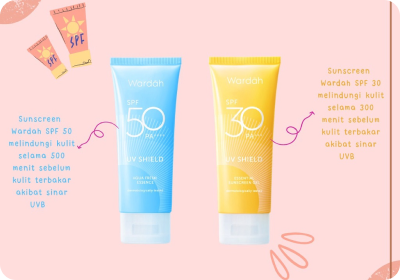 SPF
Sunscreen
Wardah SPF 50
melindungi kulit
selama 500
menit sebelum
kulit terbakar
akibat sinar
UVB
Wardah
SPF
50
PA++++
UV SHIELD
Wardah
SPF
30
PA+++
UV SHIELD
Sunscreen
Wardah SPF 30
melindungi kulit
selama 300
menit sebelum
kulit terbakar
akibat sinar
UVB